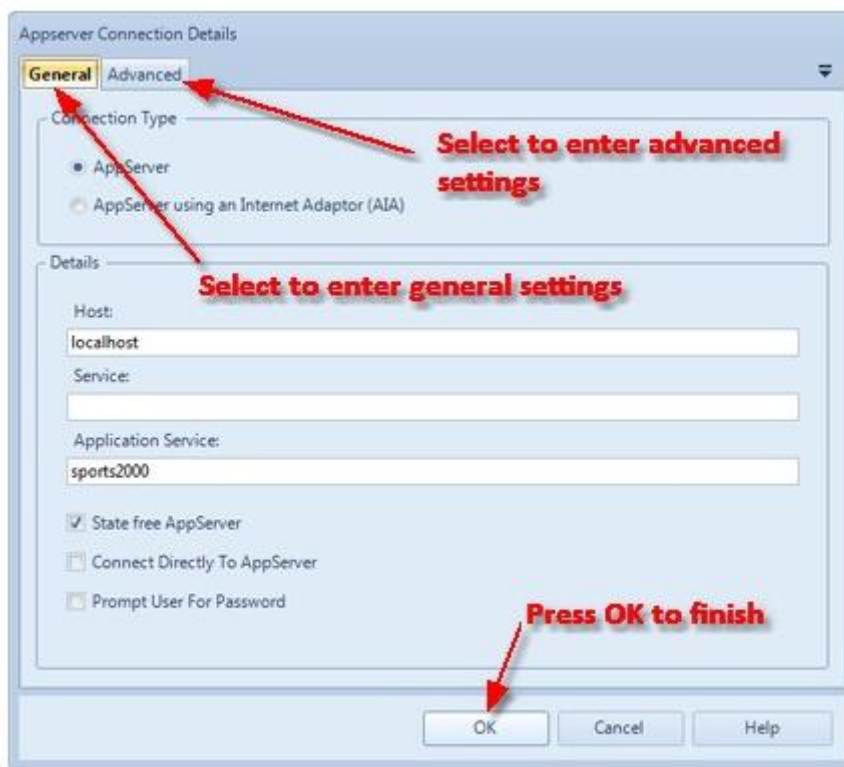 Appserver Connection Details
General Advanced
Connection Type
Select to enter advanced
settings
AppServer
AppServer using an Internet Adaptor (AIA)
Details
Select to enter general settings
Host:
localhost
Service:
Application Service:
sports2000
State free AppServer
Connect Directly To AppServer
Prompt User For Password
Press OK to finish
OK Cancel Help